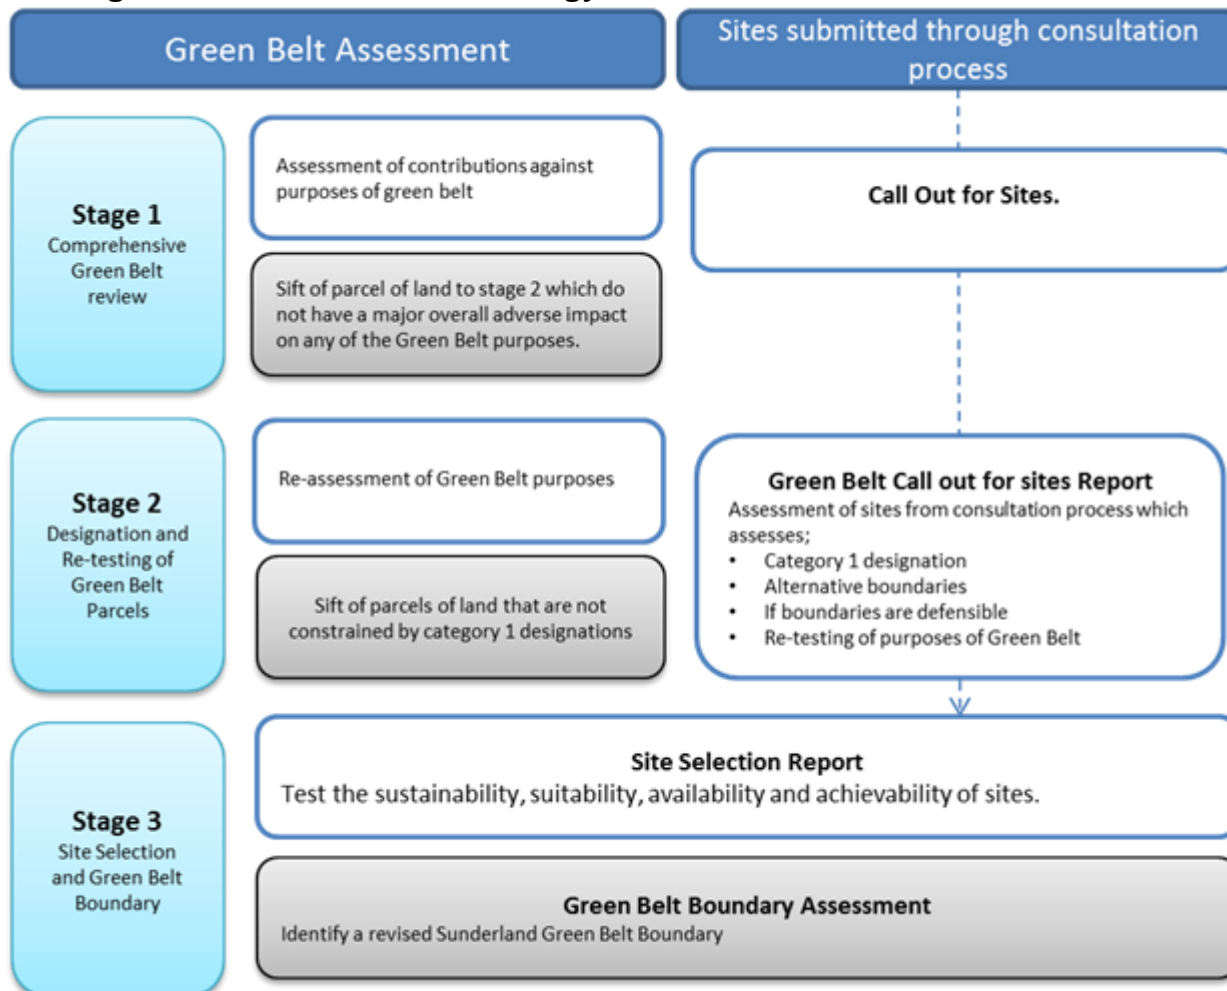 Green Belt Assessment
Sites submitted through consultation
process
Stage 1
Comprehensive
Green Belt
review
Assessment of contributions against
purposes of green belt
Sift of parcel of land to stage 2 which do
not have a major overall adverse impact
on any of the Green Belt purposes.
Call Out for Sites.
Stage 2
Designation and
Re-testing of
Green Belt
Parcels
Re-assessment of Green Belt purposes
Sift of parcels of land that are not
constrained by category 1 designations
Green Belt Call out for sites Report
Assessment of sites from consultation process which
assesses;
• Category 1 designation
• Alternative boundaries
• If boundaries are defensible
• Re-testing of purposes of Green Belt
Stage 3
Site Selection
and Green Belt
Boundary
Site Selection Report
Test the sustainability, suitability, availability and achievability of sites.
Green Belt Boundary Assessment
Identify a revised Sunderland Green Belt Boundary